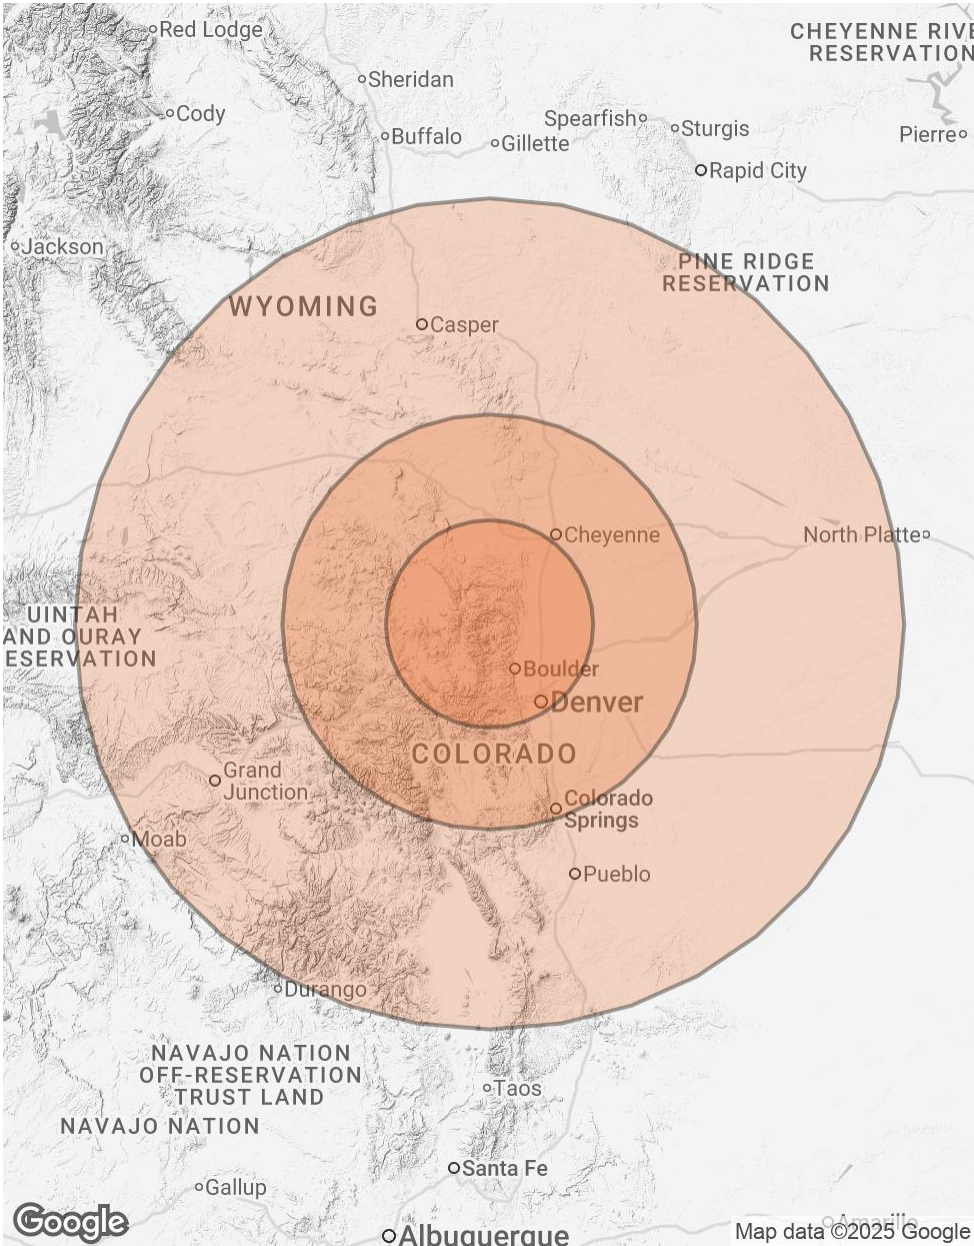 Red Lodge
CHEYENNE RIVE
RESERVATION
Sheridan
Cody
Spearfish
Sturgis
Buffalo
Gillette
Pierre
Rapid City
Jackson
PINE RIDGE
RESERVATION
WYOMING
Casper
Cheyenne
North Platte
UINTAH
AND OURAY
ESERVATION
Boulder
Denver
COLORADO
Grand
Junction
Colorado
Springs
Moab
Pueblo
Durango
NAVAJO NATION
OFF-RESERVATION
TRUST LAND
Taos
NAVAJO NATION
Santa Fe
Gallup
Amarillo
Google
Albuquerque
Map data ©2025 Google